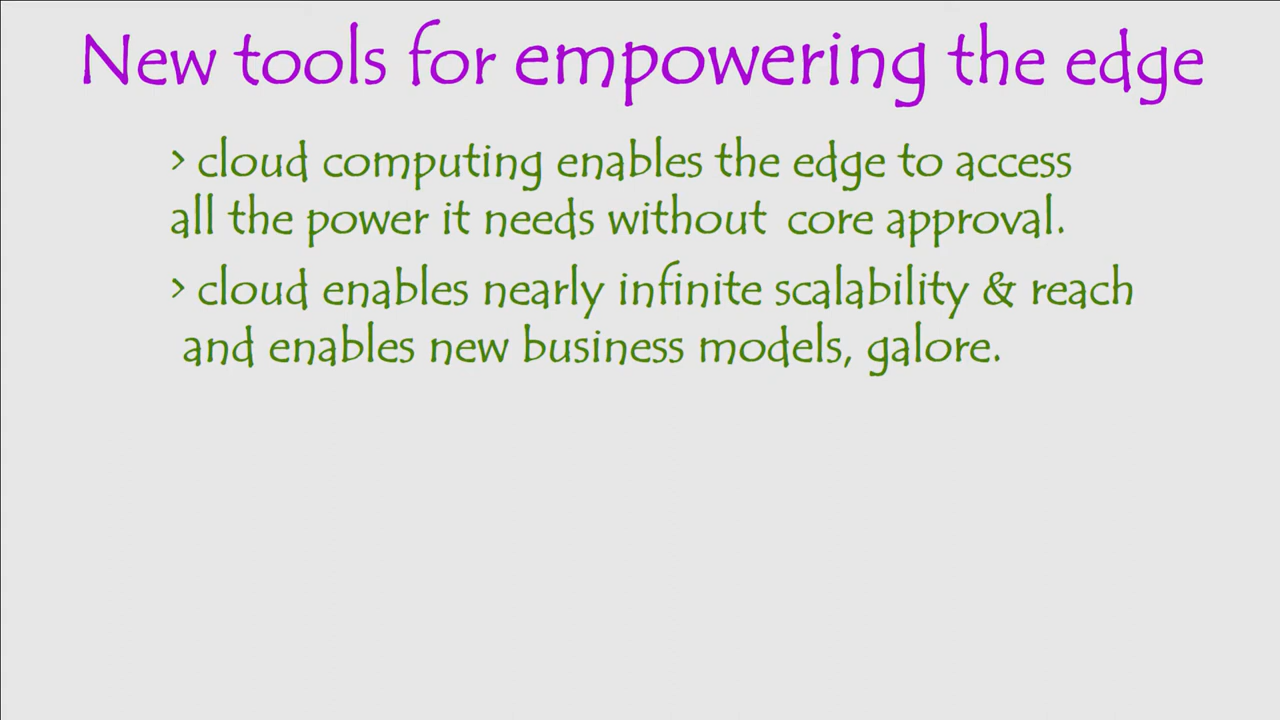 New tools for empowering the edge
> cloud computing enables the edge to access
all the power it needs without core approval.
> cloud enables nearly infinite scalability & reach
and enables new business models, galore.